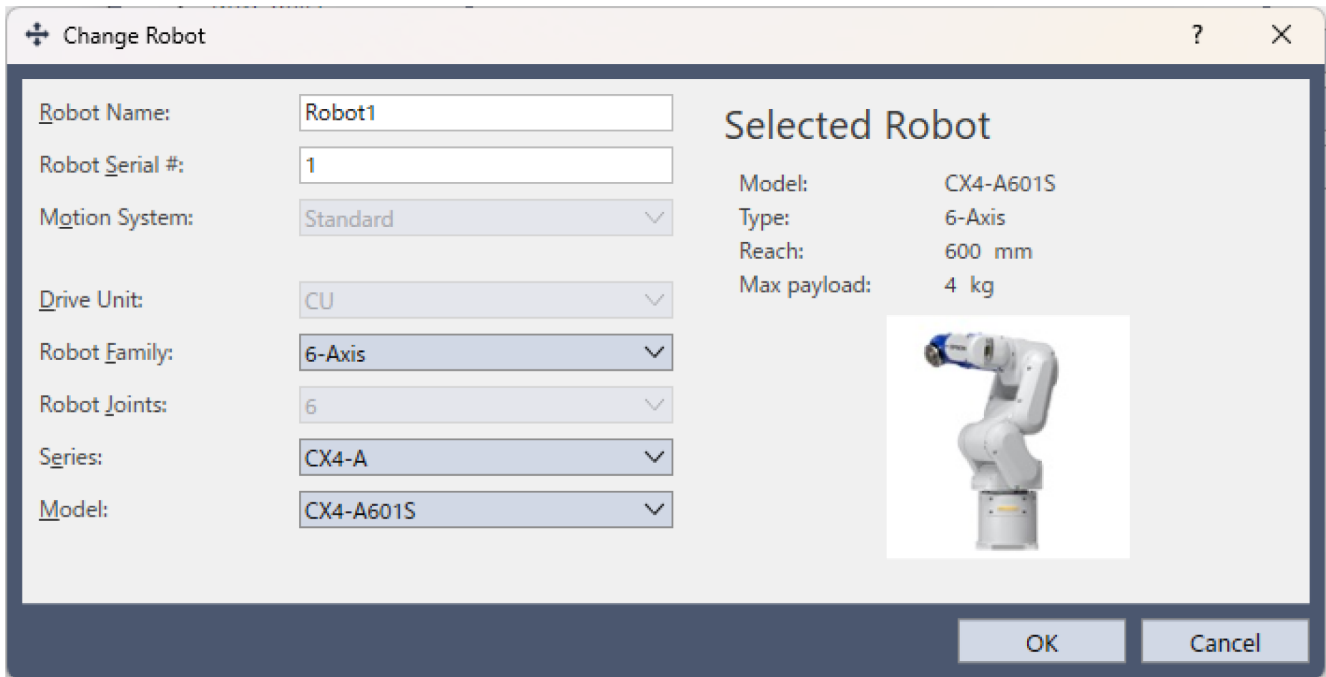 Change Robot
?
Robot Name:
Robot1
Robot Serial #:
1
Motion System:
Standard
Drive Unit:
CU
Robot Family:
6-Axis
Robot Joints:
6
Series:
CX4-A
Model:
CX4-A601S
Selected Robot
Model: CX4-A601S
Type: 6-Axis
Reach: 600 mm
Max payload: 4 kg
OK
Cancel